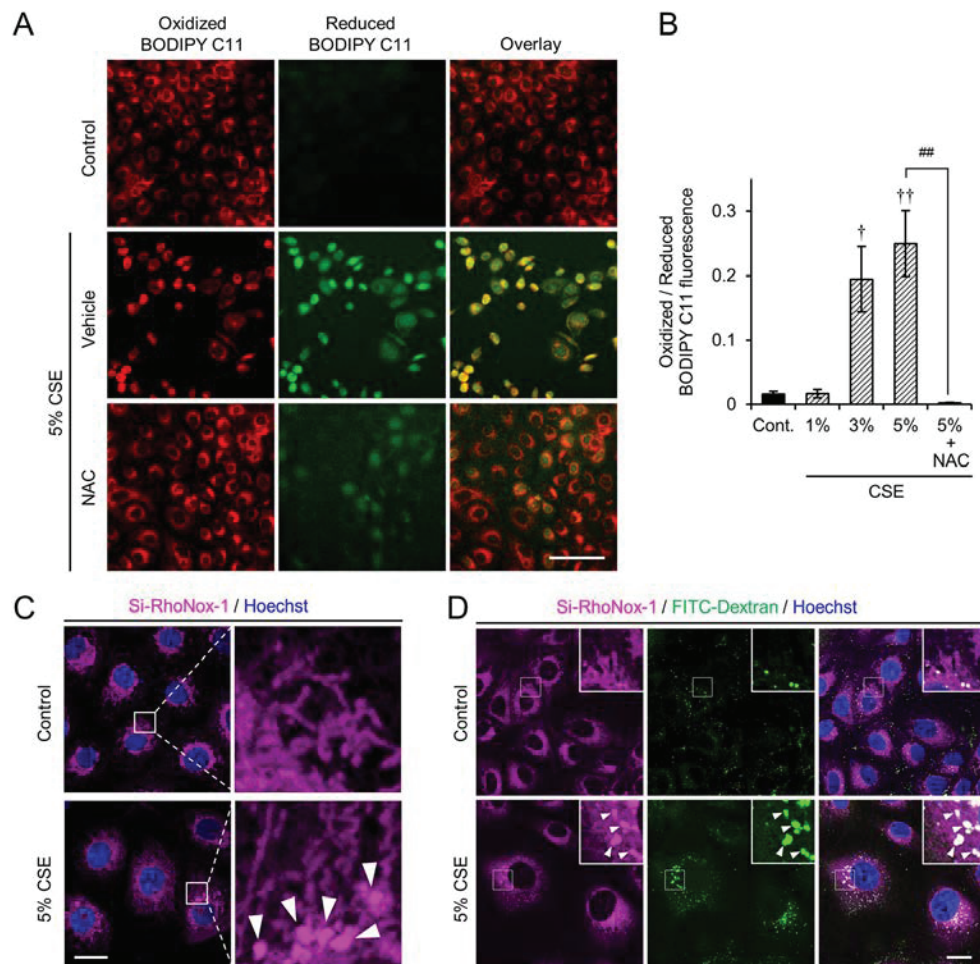 A
Oxidized
BODIPY C11
Reduced
BODIPY C11
Overlay
Control
5% CSE
Vehicle
NAC
B
Oxidized / Reduced
BODIPY C11 fluorescence
0.3
0.2
0.1
0
†
††
##
Cont.
1%
3%
5%
5%
+
NAC
CSE
C
Si-RhoNox-1 / Hoechst
Control
5% CSE
D
Si-RhoNox-1 / FITC-Dextran / Hoechst
Control
5% CSE